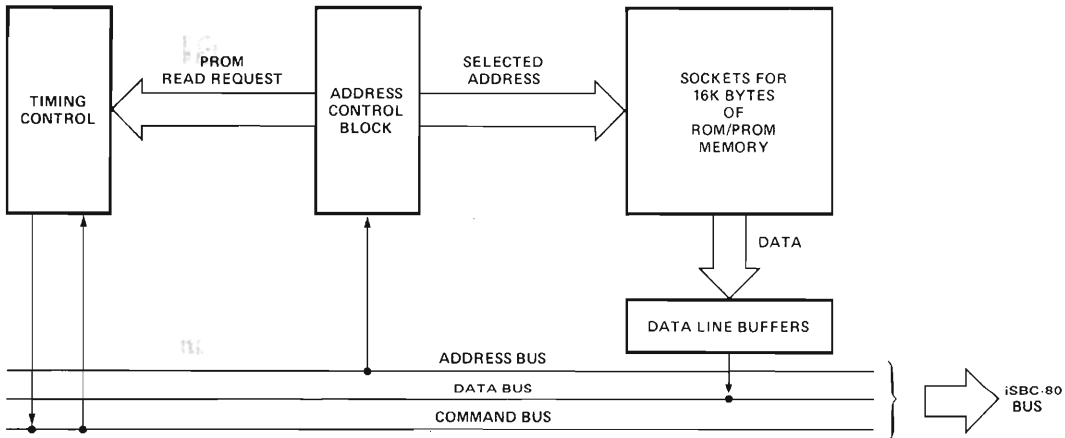 TIMING
CONTROL
PROM
READ REQUEST
ADDRESS
CONTROL
BLOCK
SELECTED
ADDRESS
SOCKETS FOR
16K BYTES
OF
ROM/PROM
MEMORY
DATA
DATA LINE BUFFERS
ADDRESS BUS
DATA BUS
COMMAND BUS
iSBC-80
BUS